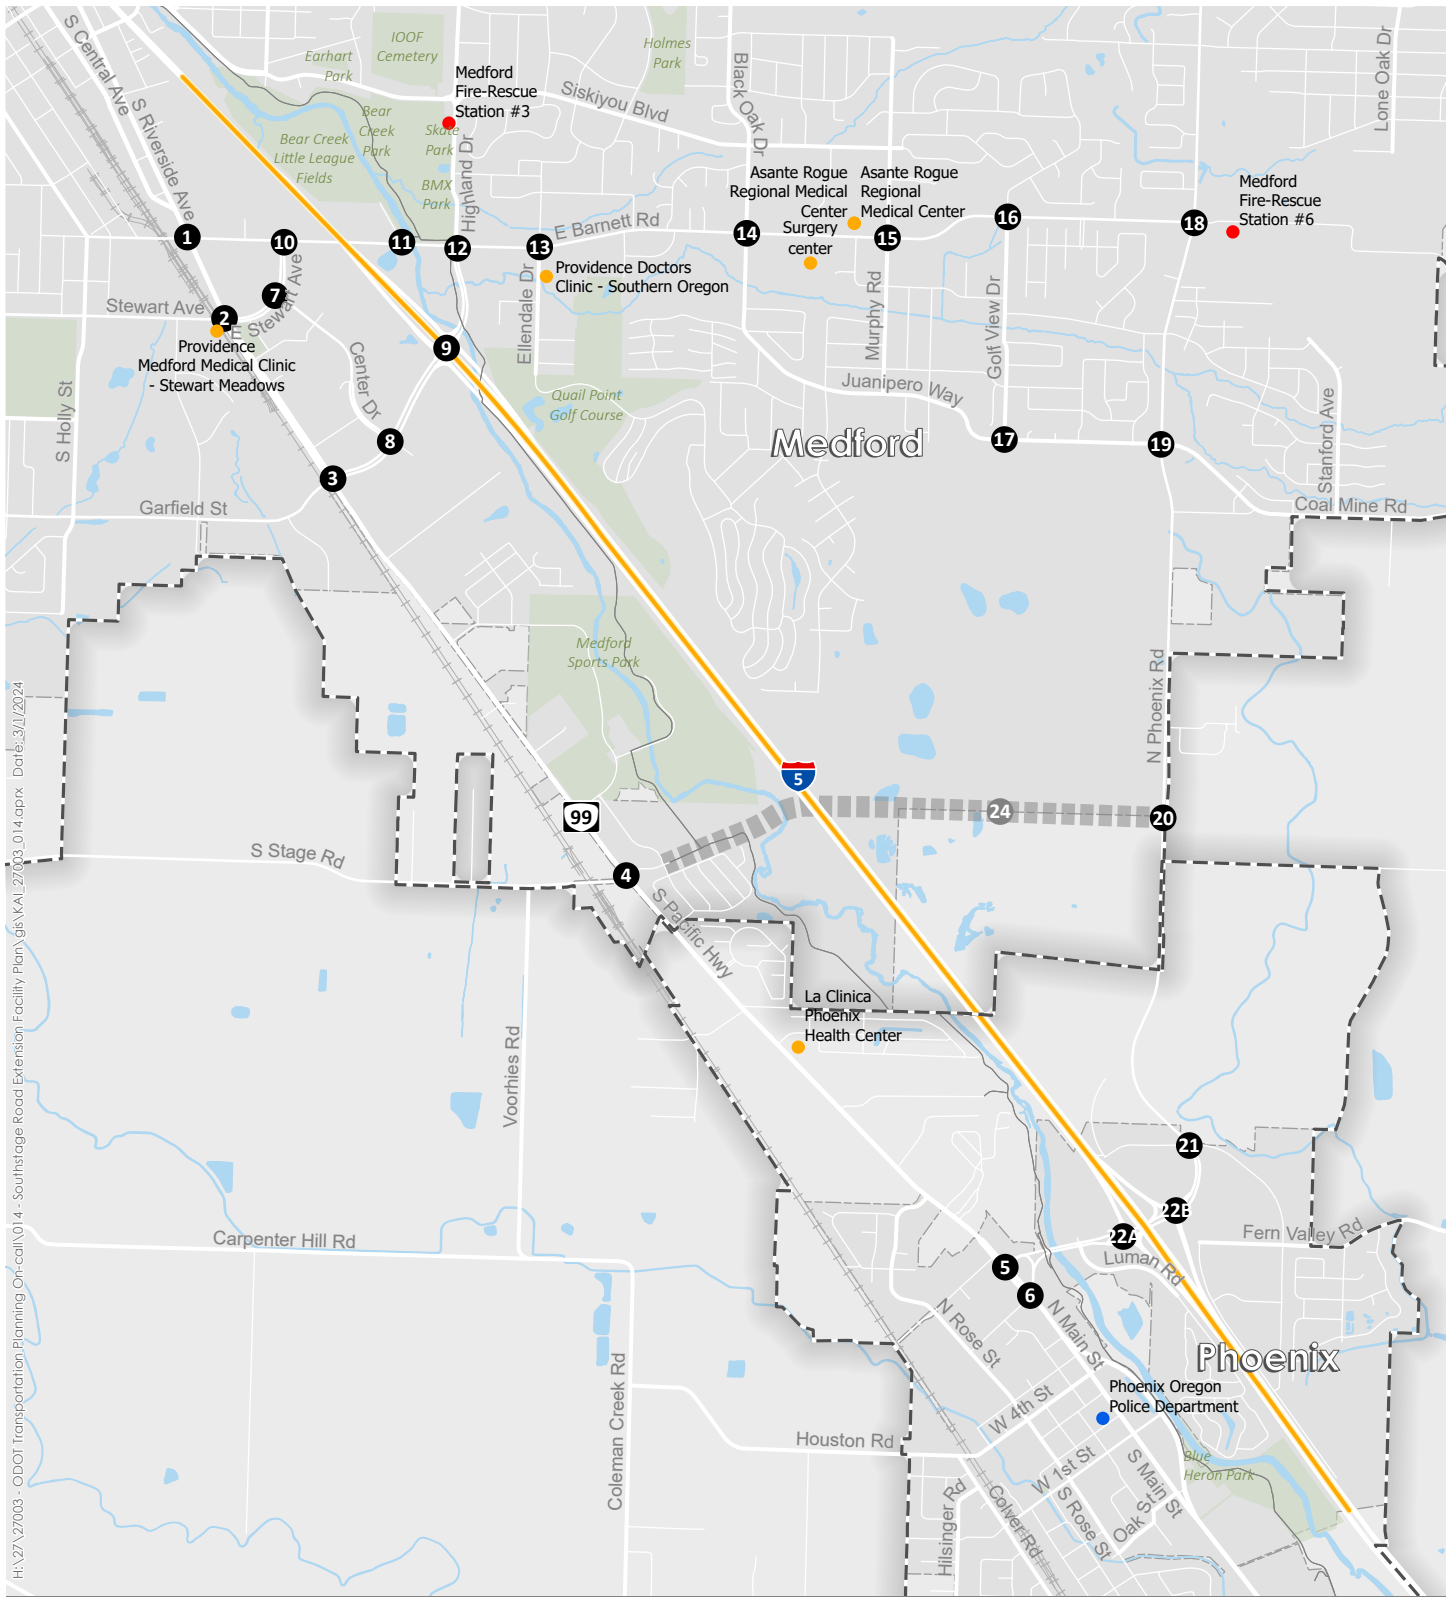 S Central Ave
S Riverside Ave
Earhart
Park
IOOF
Cemetery
Medford
Fire-Rescue
Station #3
Siskiyou Blvd
Holmes
Park
Black Oak Dr
Lone Oak Dr
Bear
Creek
Park
Skate
Park
Bear Creek
Little League
Fields
BMX
Park
Highland Dr
Asante Rogue
Regional Medical
Center
Surgery
center
Asante Rogue
Regional
Medical Center
Medford
Fire-Rescue
Station #6
E Barnett Rd
1
10
11
12
13
14
15
16
18
Providence Doctors
Clinic - Southern Oregon
Stewart Ave
7
2
E Stewart Ave
Providence
Medford Medical Clinic
- Stewart Meadows
Center Dr
9
Ellendale Dr
Murphy Rd
Golf View Dr
Juanipero Way
S Holly St
Quail Point
Golf Course
Medford
8
3
17
19
Stanford Ave
Garfield St
Coal Mine Rd
Medford
Sports Park
N Phoenix Rd
5
99
24
20
S Stage Rd
4
S Pacific Hwy
La Clinica
Phoenix
Health Center
Voorhies Rd
21
22B
22A
Fern Valley Rd
Luman Rd
Carpenter Hill Rd
5
6
N Rose St
N Main St
Phoenix
Phoenix Oregon
Police Department
Coleman Creek Rd
W 4th St
Houston Rd
W 1st St
S Main St
Blue
Heron Park
Hilsinger Rd
Colver Rd
S Rose St
Oak St
H:\27\27003 - ODOT Transportation Planning On-call\014 - Southstage Road Extension Facility Plan\gis\KAI_27003_014.aprx Date: 3/1/2024